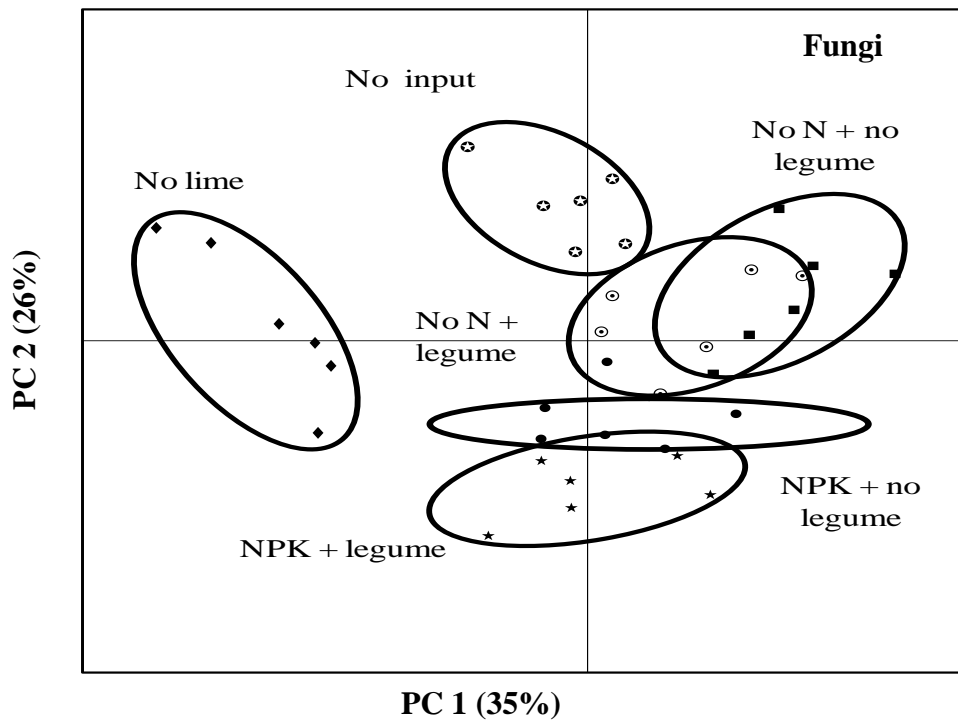 Fungi
No input
No N + no
legume
No lime
No N +
legume
PC 2 (26%)
NPK + no
legume
NPK + legume
PC 1 (35%)